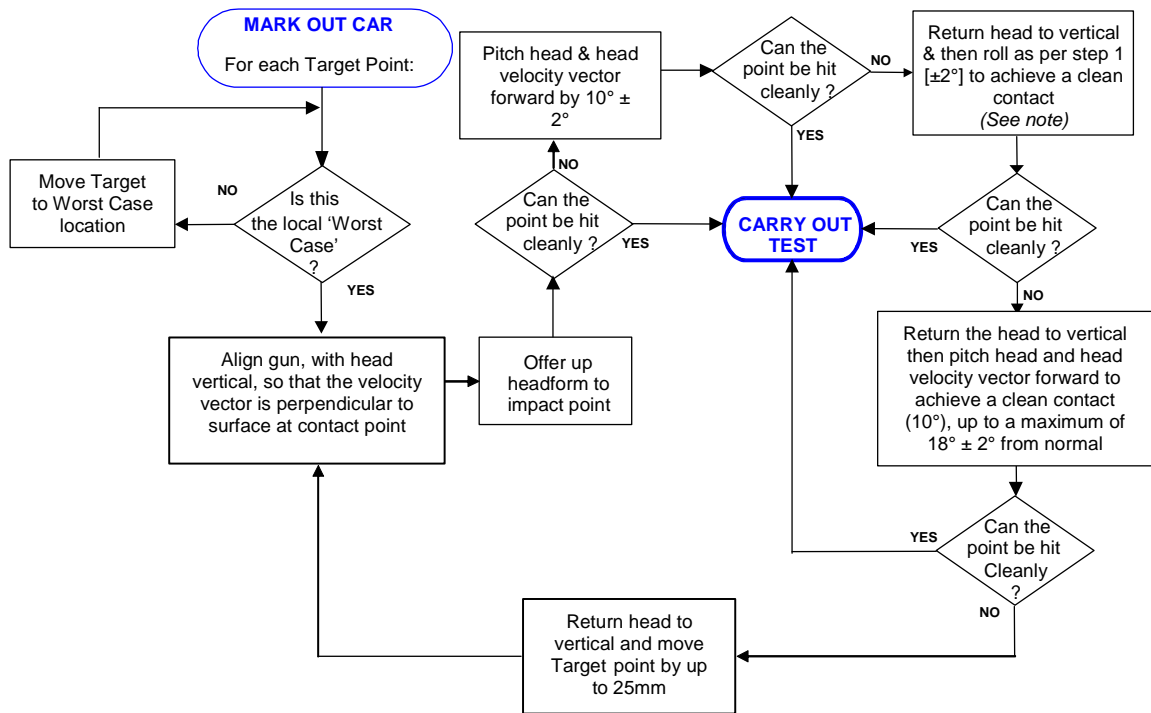 MARK OUT CAR
For each Target Point:
Move Target
to Worst Case
location
NO
Is this
the local ‘Worst
Case’
?
YES
Align gun, with head
vertical, so that the velocity
vector is perpendicular to
surface at contact point
Offer up
headform to
impact point
Can the
point be hit
cleanly ?
NO
YES
Pitch head & head
velocity vector
forward by 10° ±
2°
Can the
point be hit
cleanly ?
NO
YES
CARRY OUT
TEST
Return head to vertical
& then roll as per step 1
[±2°] to achieve a clean
contact
(See note)
Can the
point be hit
cleanly ?
YES
NO
Return the head to vertical
then pitch head and head
velocity vector forward to
achieve a clean contact
(10°), up to a maximum of
18° ± 2° from normal
Can the
point be hit
Cleanly
?
YES
NO
Return head to
vertical and move
Target point by up
to 25mm